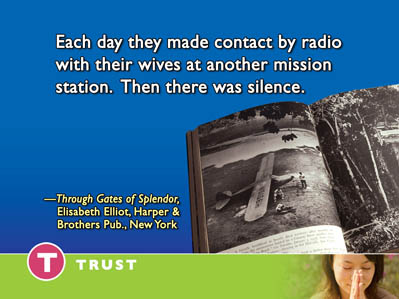 Each day they made contact by radio
with their wives at another mission
station. Then there was silence.
—Through Gates of Splendor,
Elisabeth Elliot, Harper &
Brothers Pub., New York
T TRUST